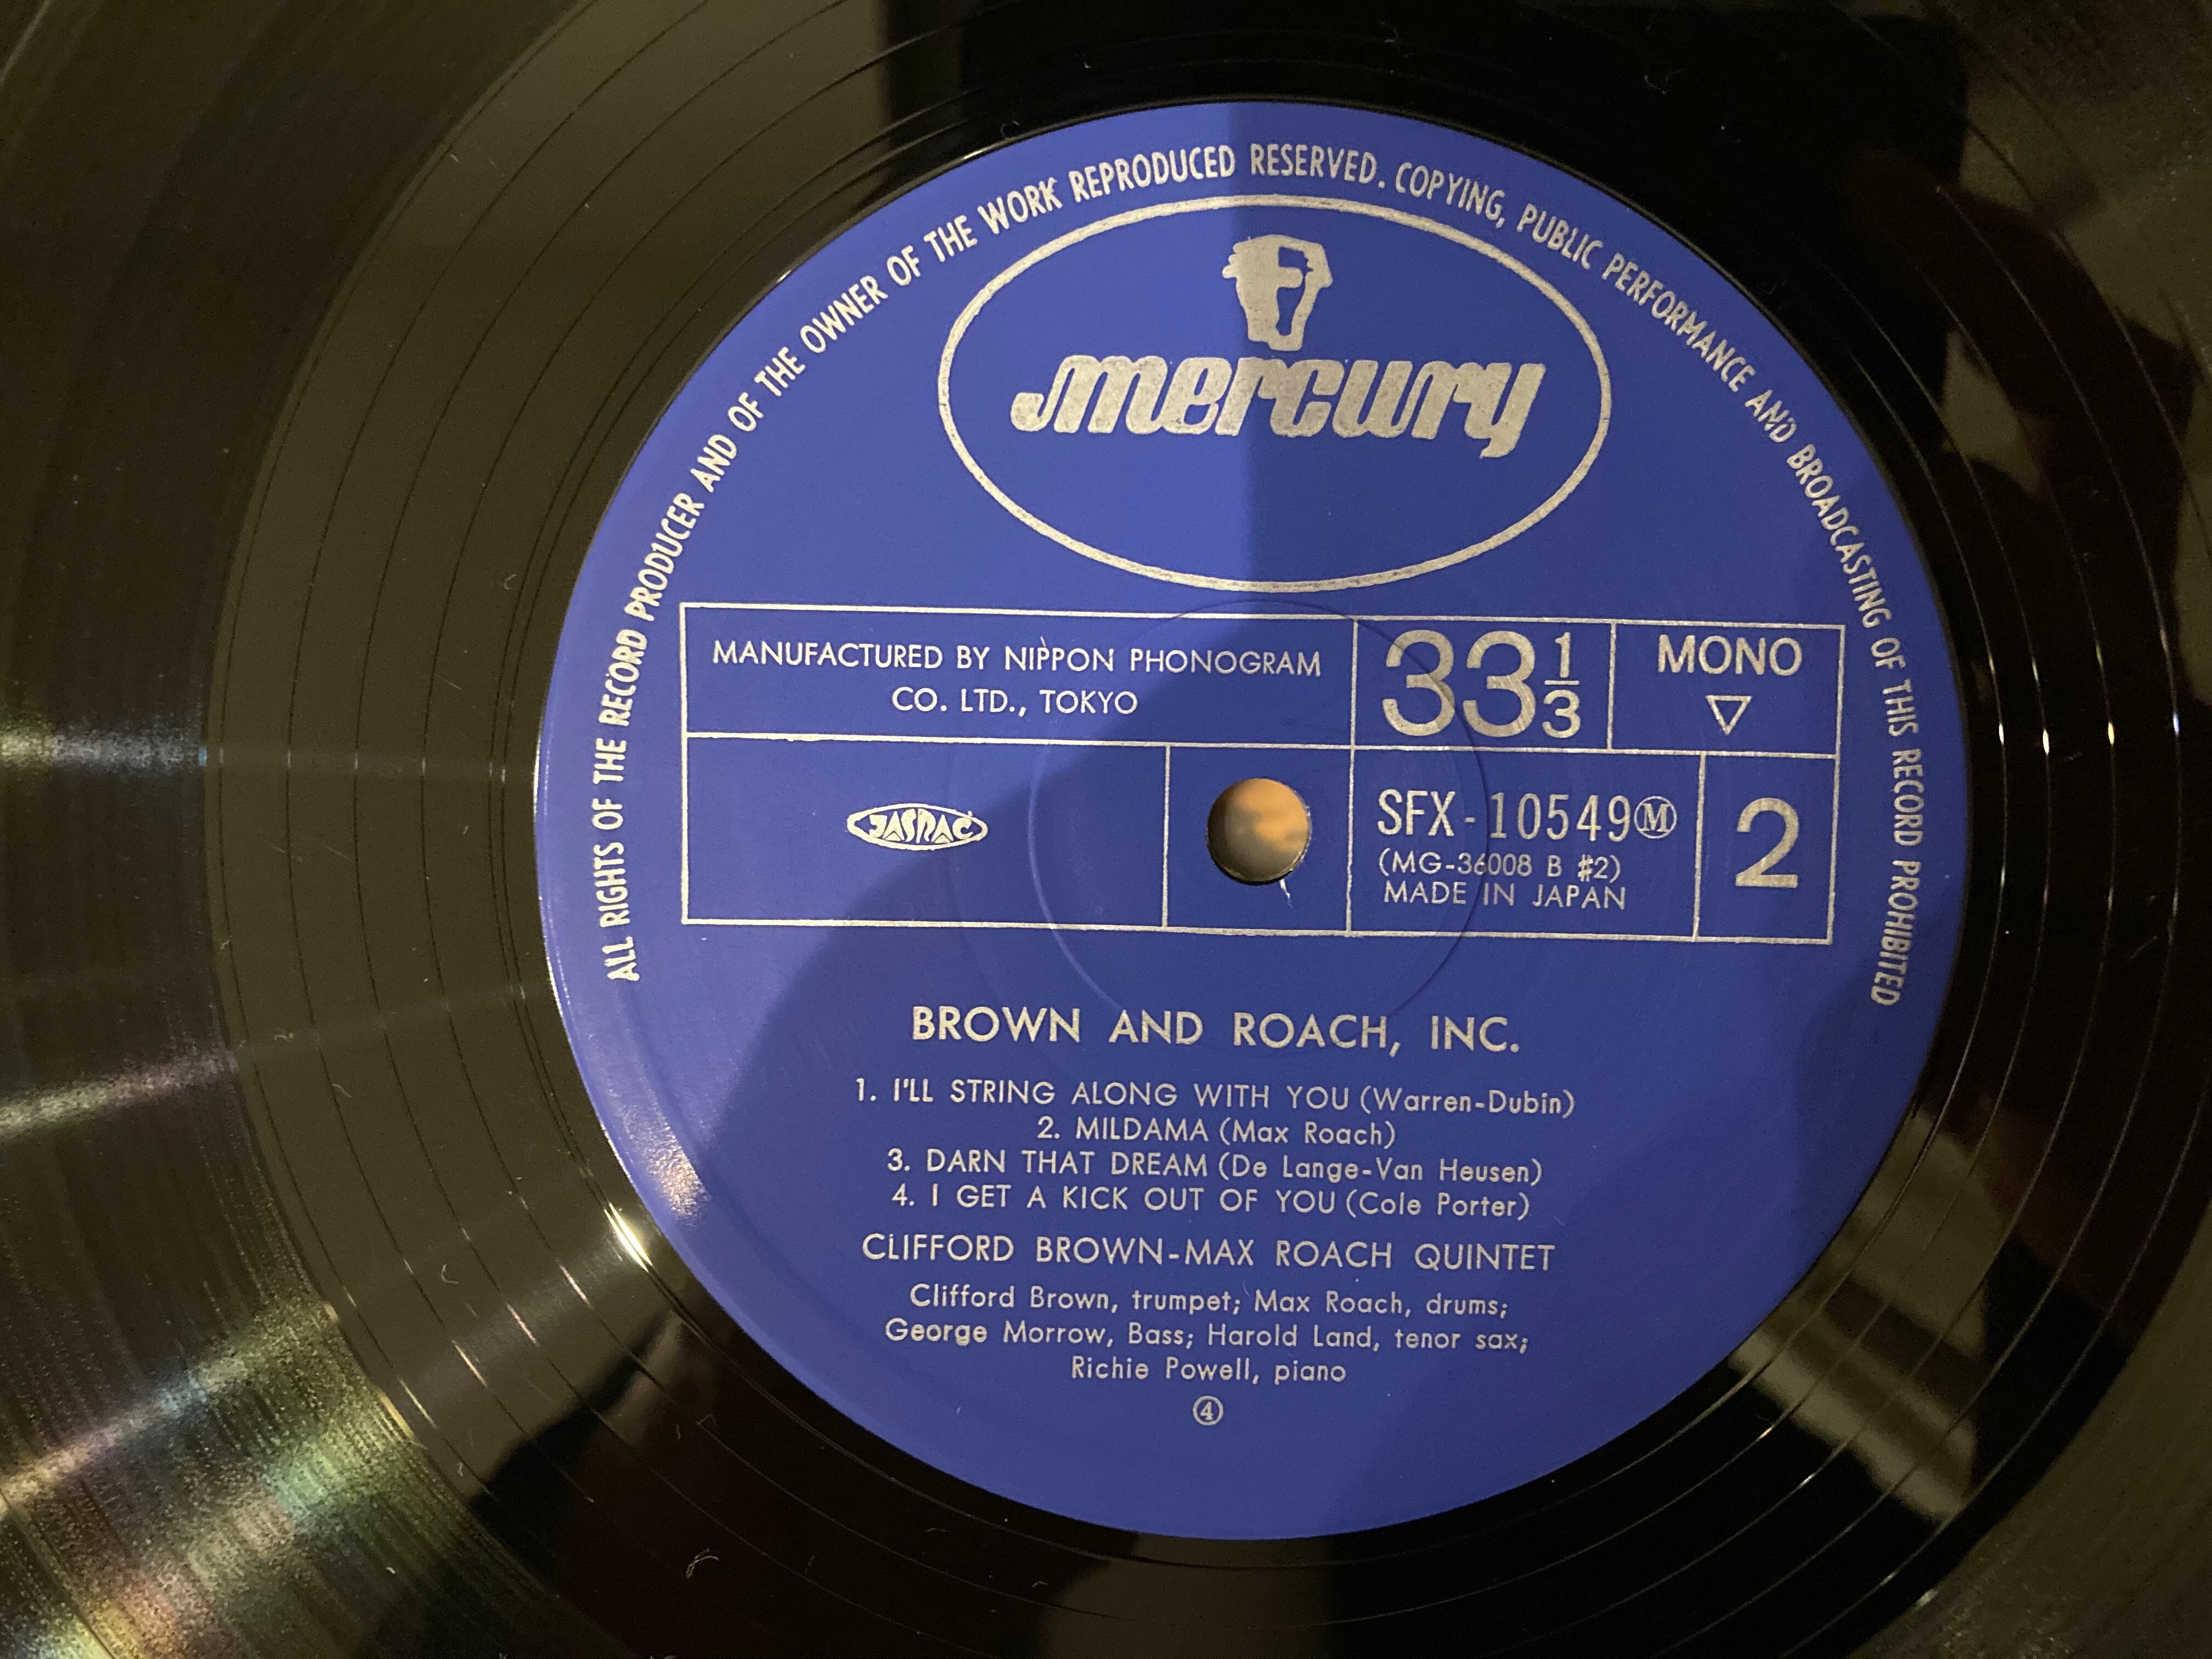 ALL RIGHTS OF THE RECORD PRODUCER AND OF THE OWNER OF THE WORK REPRODUCED RESERVED. COPYING, PUBLIC PERFORMANCE AND BROADCASTING OF THIS RECORD PROHIBITED
mercury
MANUFACTURED BY NIPPON PHONOGRAM
CO. LTD., TOKYO
33 1/3
MONO
▽
JASRAC
SFX-10549Ⓜ
(MG-36008 B #2)
MADE IN JAPAN
2
BROWN AND ROACH, INC.
1. I'LL STRING ALONG WITH YOU (Warren-Dubin)
2. MILDAMA (Max Roach)
3. DARN THAT DREAM (De Lange-Van Heusen)
4. I GET A KICK OUT OF YOU (Cole Porter)
CLIFFORD BROWN-MAX ROACH QUINTET
Clifford Brown, trumpet; Max Roach, drums;
George Morrow, Bass; Harold Land, tenor sax;
Richie Powell, piano
④